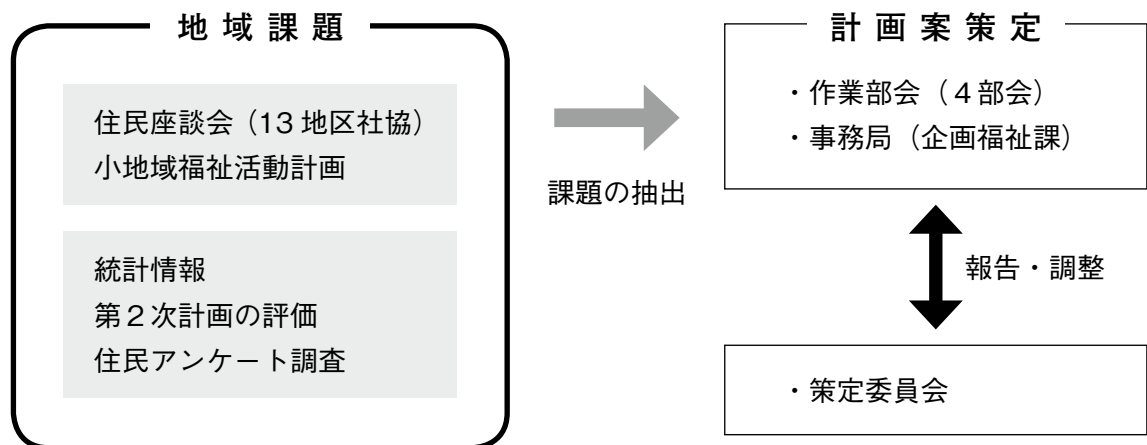 地域課題
住民座談会（13地区社協）
小地域福祉活動計画
統計情報
第２次計画の評価
住民アンケート調査
課題の抽出
計画案策定
・作業部会（４部会）
・事務局（企画福祉課）
報告・調整
・策定委員会